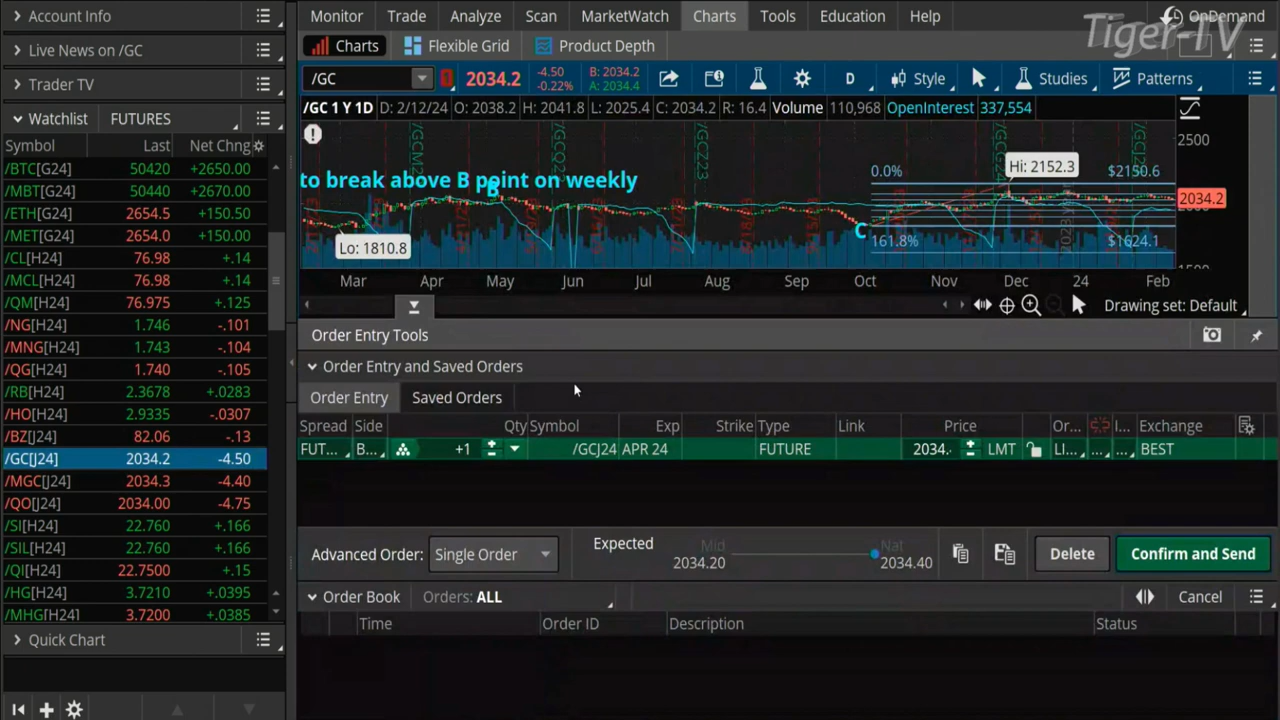 Account Info
Live News on /GC
Trader TV
Watchlist FUTURES
Symbol Last Net Chng
/BTC[G24] 50420 +2650.00
/MBT[G24] 50440 +2670.00
/ETH[G24] 2654.5 +150.50
/MET[G24] 2654.0 +150.00
/CL[H24] 76.98 +.14
/MCL[H24] 76.98 +.14
/QM[H24] 76.975 +.125
/NG[H24] 1.746 -.101
/MNG[H24] 1.743 -.104
/QG[H24] 1.740 -.105
/RB[H24] 2.3678 +.0283
/HO[H24] 2.9335 -.0307
/BZ[J24] 82.06 -.13
/GC[J24] 2034.2 -4.50
/MGC[J24] 2034.3 -4.40
/QO[J24] 2034.00 -4.75
/SI[H24] 22.760 +.166
/SIL[H24] 22.760 +.166
/QI[H24] 22.7500 +.15
/HG[H24] 3.7210 +.0395
/MHG[H24] 3.7200 +.0385
Quick Chart
Monitor Trade Analyze Scan MarketWatch Charts Tools Education Help OnDemand
Tiger-TV
Charts Flexible Grid Product Depth
/GC 2034.2 -4.50 B: 2034.2 D Style Studies Patterns
-0.22% A: 2034.4
/GC 1 Y 1D D: 2/12/24 O: 2038.2 H: 2041.8 L: 2025.4 C: 2034.2 R: 16.4 Volume 110,968 OpenInterest 337,554
2500
/GCQ23 /GCZ23
Hi: 2152.3
0.0% $2150.6
to break above B point on weekly
B
2034.2
C
161.8% $1624.1
Lo: 1810.8
Mar Apr May Jun Jul Aug Sep Oct Nov Dec 24 Feb
Drawing set: Default
Order Entry Tools
Order Entry and Saved Orders
Order Entry Saved Orders
Spread Side Qty Symbol Exp Strike Type Link Price Or... I... Exchange
FUT... B... +1 /GCJ24 APR 24 FUTURE 2034.· LMT LI... ... ... BEST
Advanced Order: Single Order Expected Mid 2034.20 Nat 2034.40 Delete Confirm and Send
Order Book Orders: ALL Cancel
Time Order ID Description Status